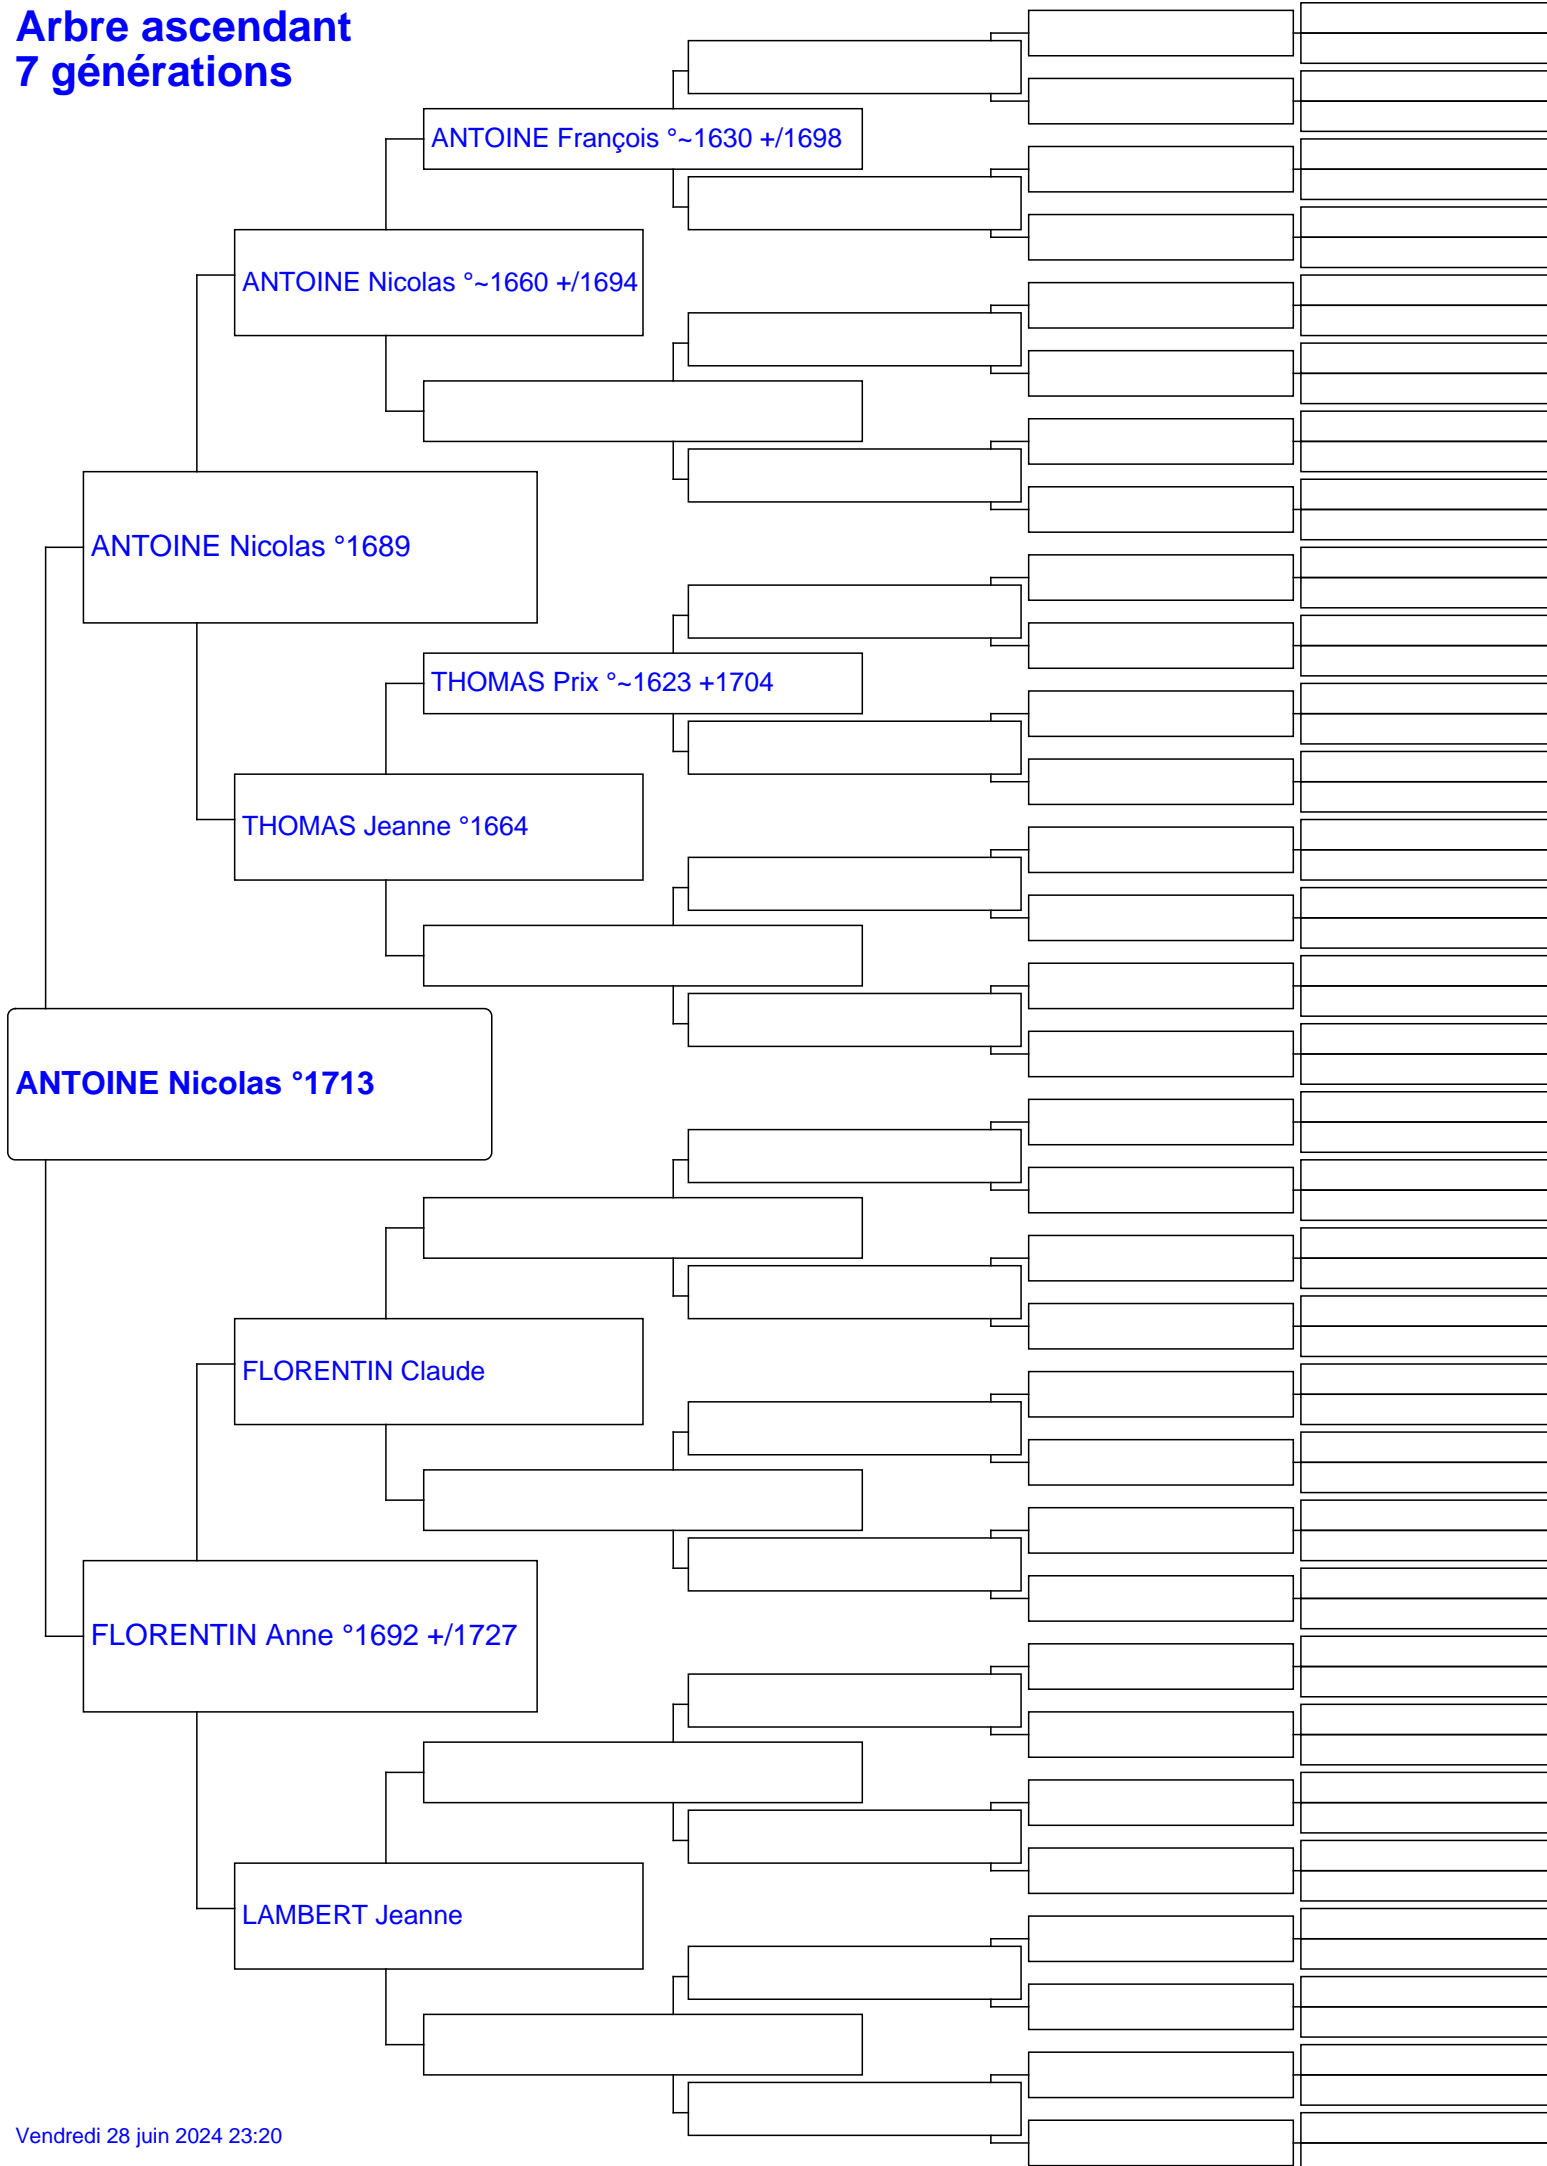 Arbre ascendant
7 générations
ANTOINE François °~1630 +/1698
ANTOINE Nicolas °~1660 +/1694
ANTOINE Nicolas °1689
THOMAS Prix °~1623 +1704
THOMAS Jeanne °1664
ANTOINE Nicolas °1713
FLORENTIN Claude
FLORENTIN Anne °1692 +/1727
LAMBERT Jeanne
Vendredi 28 juin 2024 23:20